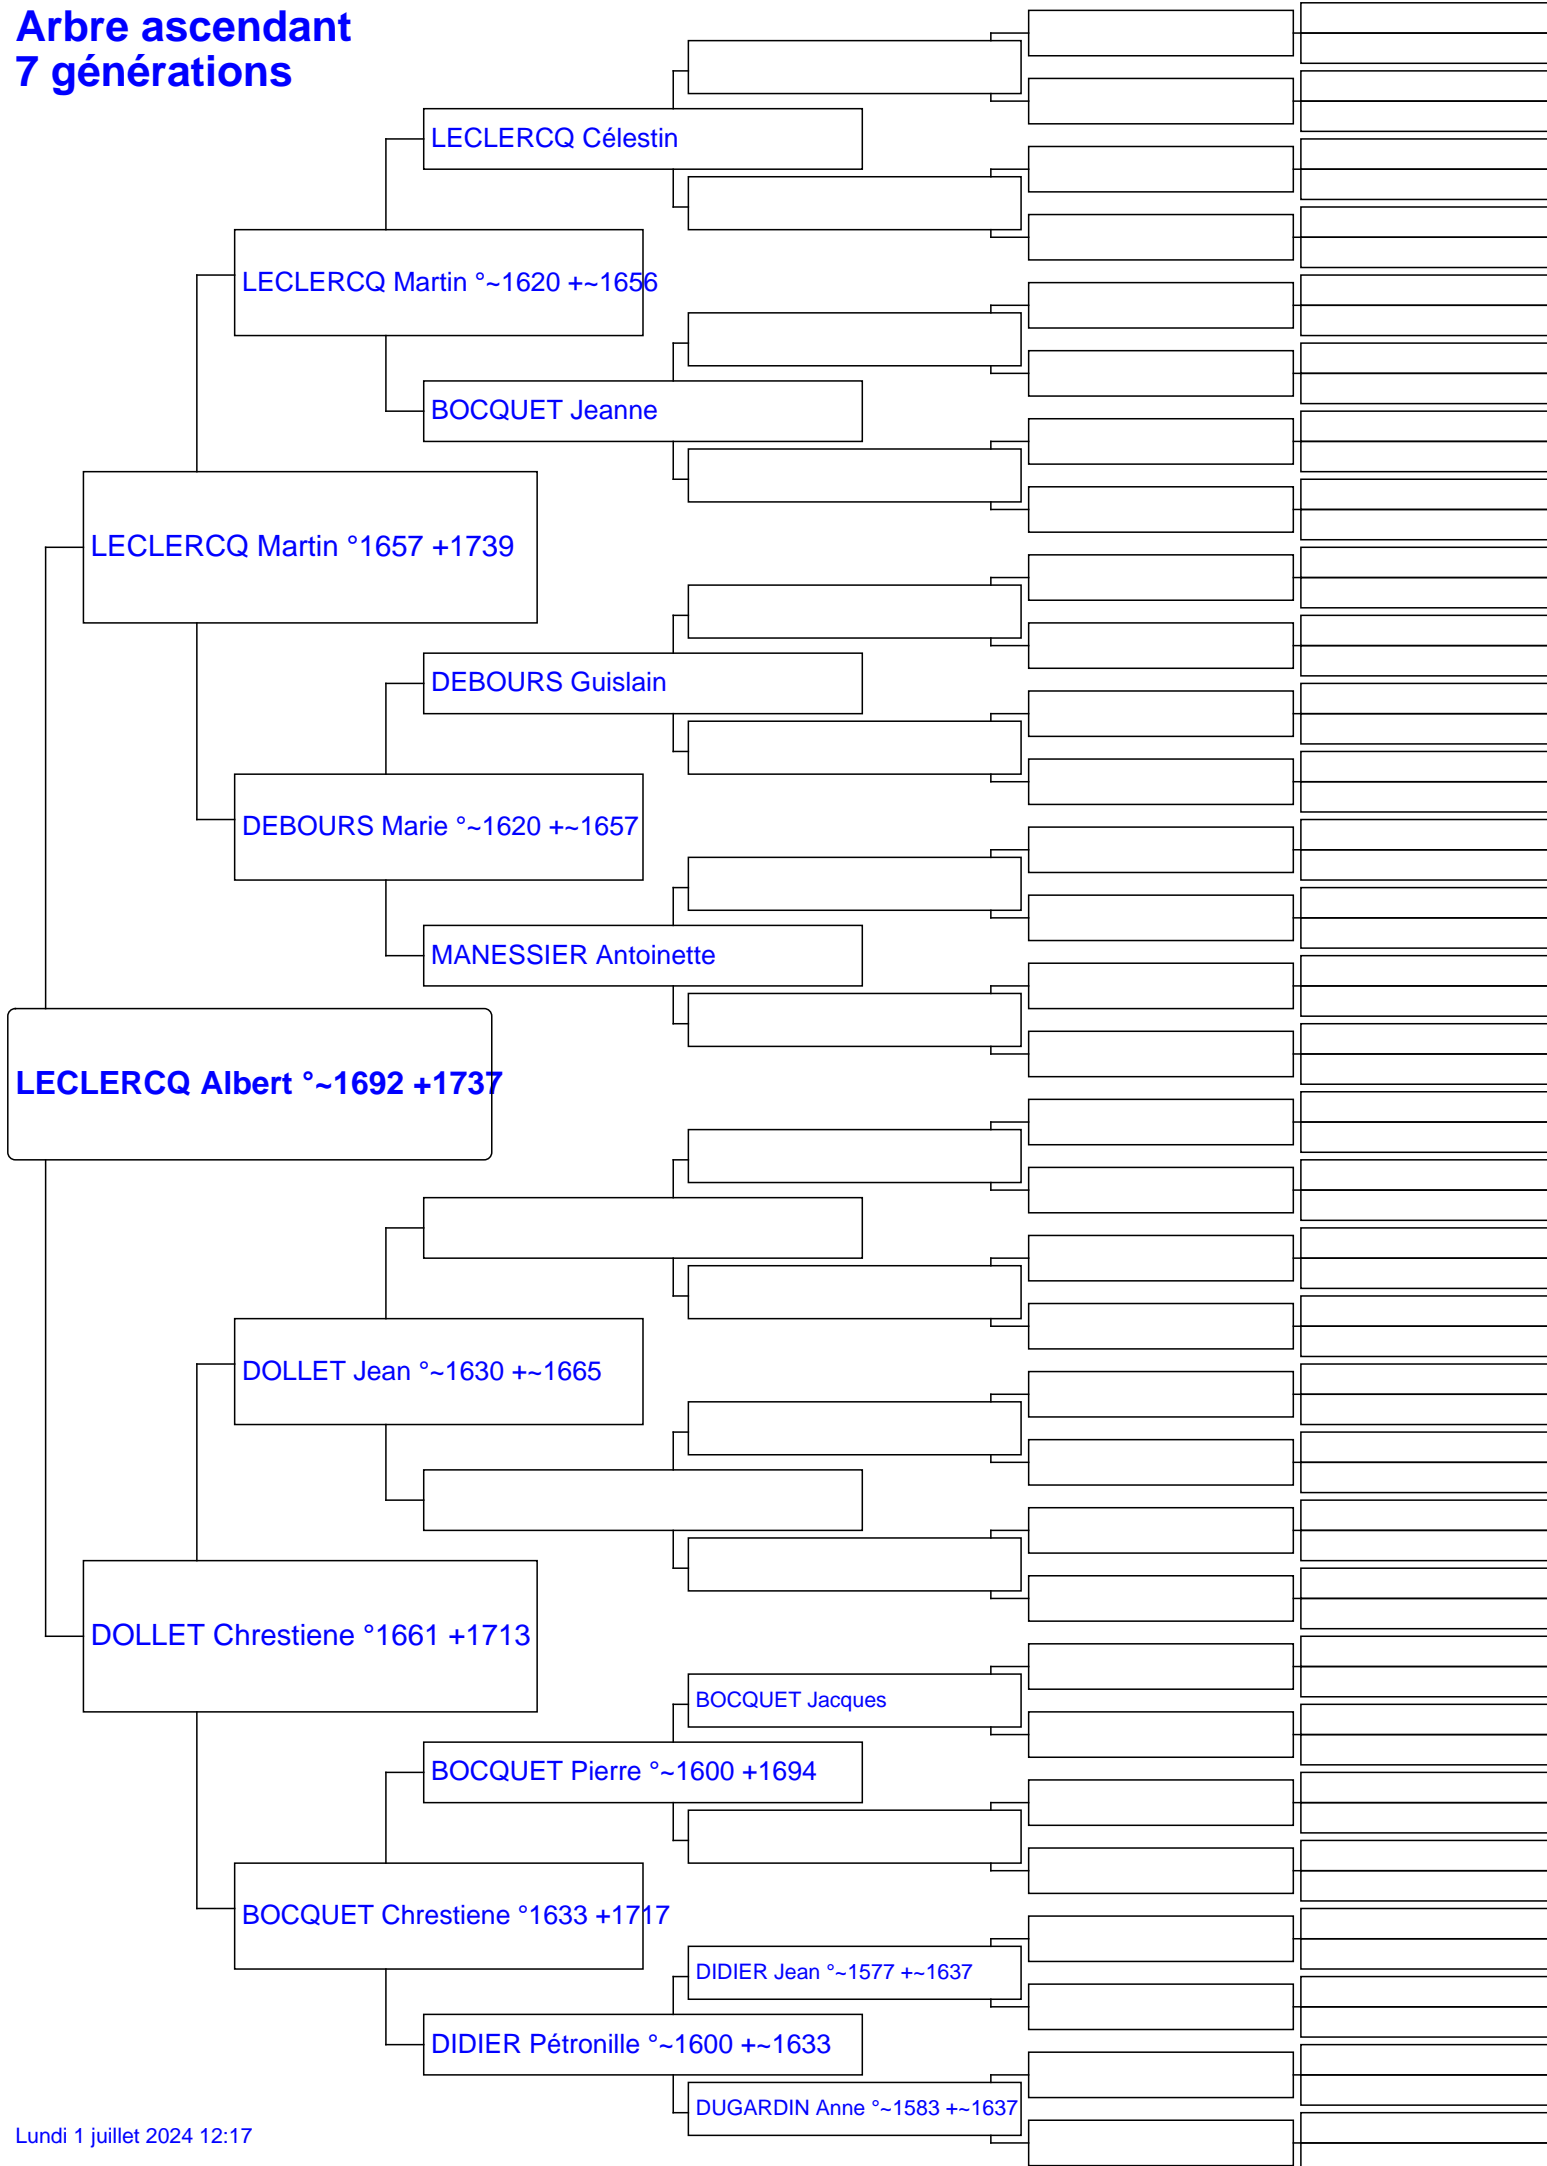 Arbre ascendant
7 générations
LECLERCQ Célestin
LECLERCQ Martin °~1620 +~1656
BOCQUET Jeanne
LECLERCQ Martin °1657 +1739
DEBOURS Guislain
DEBOURS Marie °~1620 +~1657
MANESSIER Antoinette
LECLERCQ Albert °~1692 +1737
DOLLET Jean °~1630 +~1665
DOLLET Chrestiene °1661 +1713
BOCQUET Jacques
BOCQUET Pierre °~1600 +1694
BOCQUET Chrestiene °1633 +1717
DIDIER Jean °~1577 +~1637
DIDIER Pétronille °~1600 +~1633
DUGARDIN Anne °~1583 +~1637
Lundi 1 juillet 2024 12:17